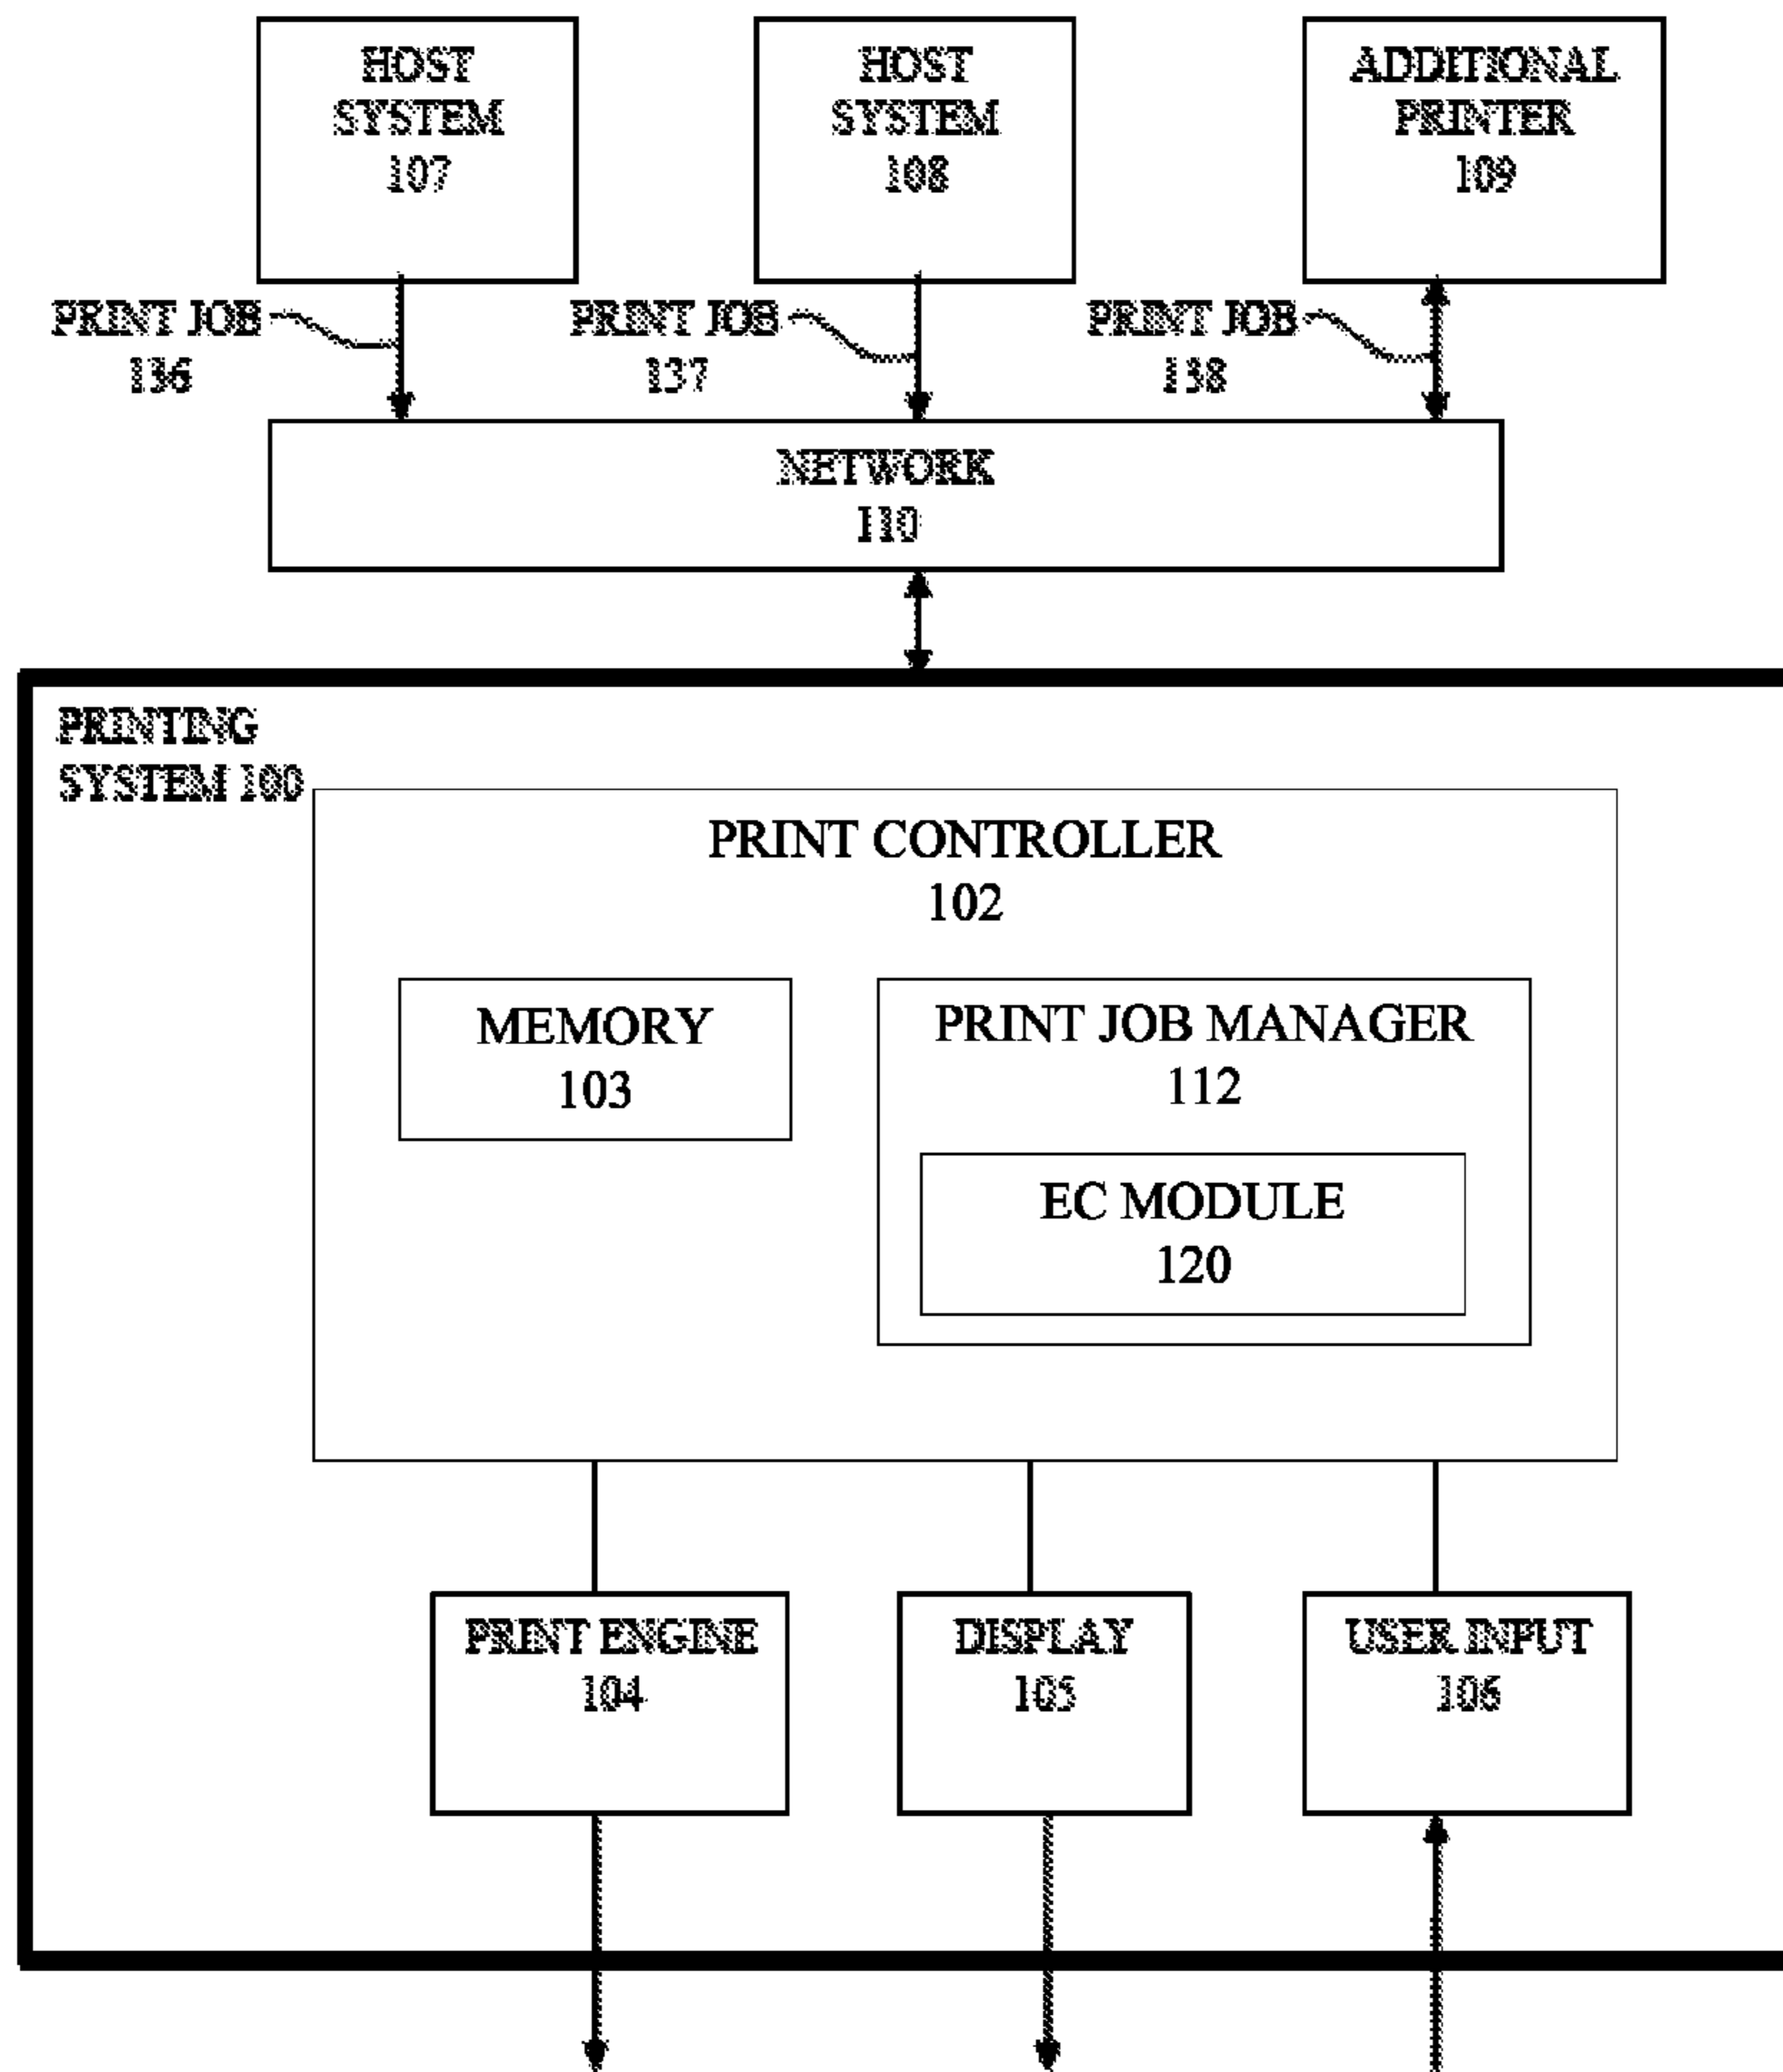 HOST
SYSTEM
107
HOST
SYSTEM
108
ADDITIONAL
PRINTER
109
PRINT JOB
136
PRINT JOB
137
PRINT JOB
138
NETWORK
110
PRINTING
SYSTEM 100
PRINT CONTROLLER
102
MEMORY
103
PRINT JOB MANAGER
112
EC MODULE
120
PRINT ENGINE
104
DISPLAY
105
USER INPUT
106